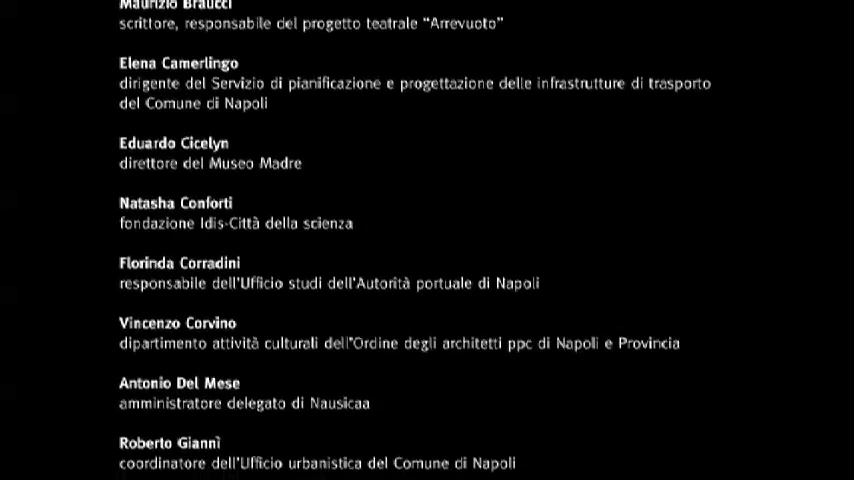 Maurizio Braucci
scrittore, responsabile del progetto teatrale “Arrevuoto”
Elena Camerlingo
dirigente del Servizio di pianificazione e progettazione delle infrastrutture di trasporto
del Comune di Napoli
Eduardo Cicelyn
direttore del Museo Madre
Natasha Conforti
fondazione Idis-Città della scienza
Florinda Corradini
responsabile dell'Ufficio studi dell'Autorità portuale di Napoli
Vincenzo Corvino
dipartimento attività culturali dell'Ordine degli architetti ppc di Napoli e Provincia
Antonio Del Mese
amministratore delegato di Nausicaa
Roberto Giannì
coordinatore dell'Ufficio urbanistica del Comune di Napoli